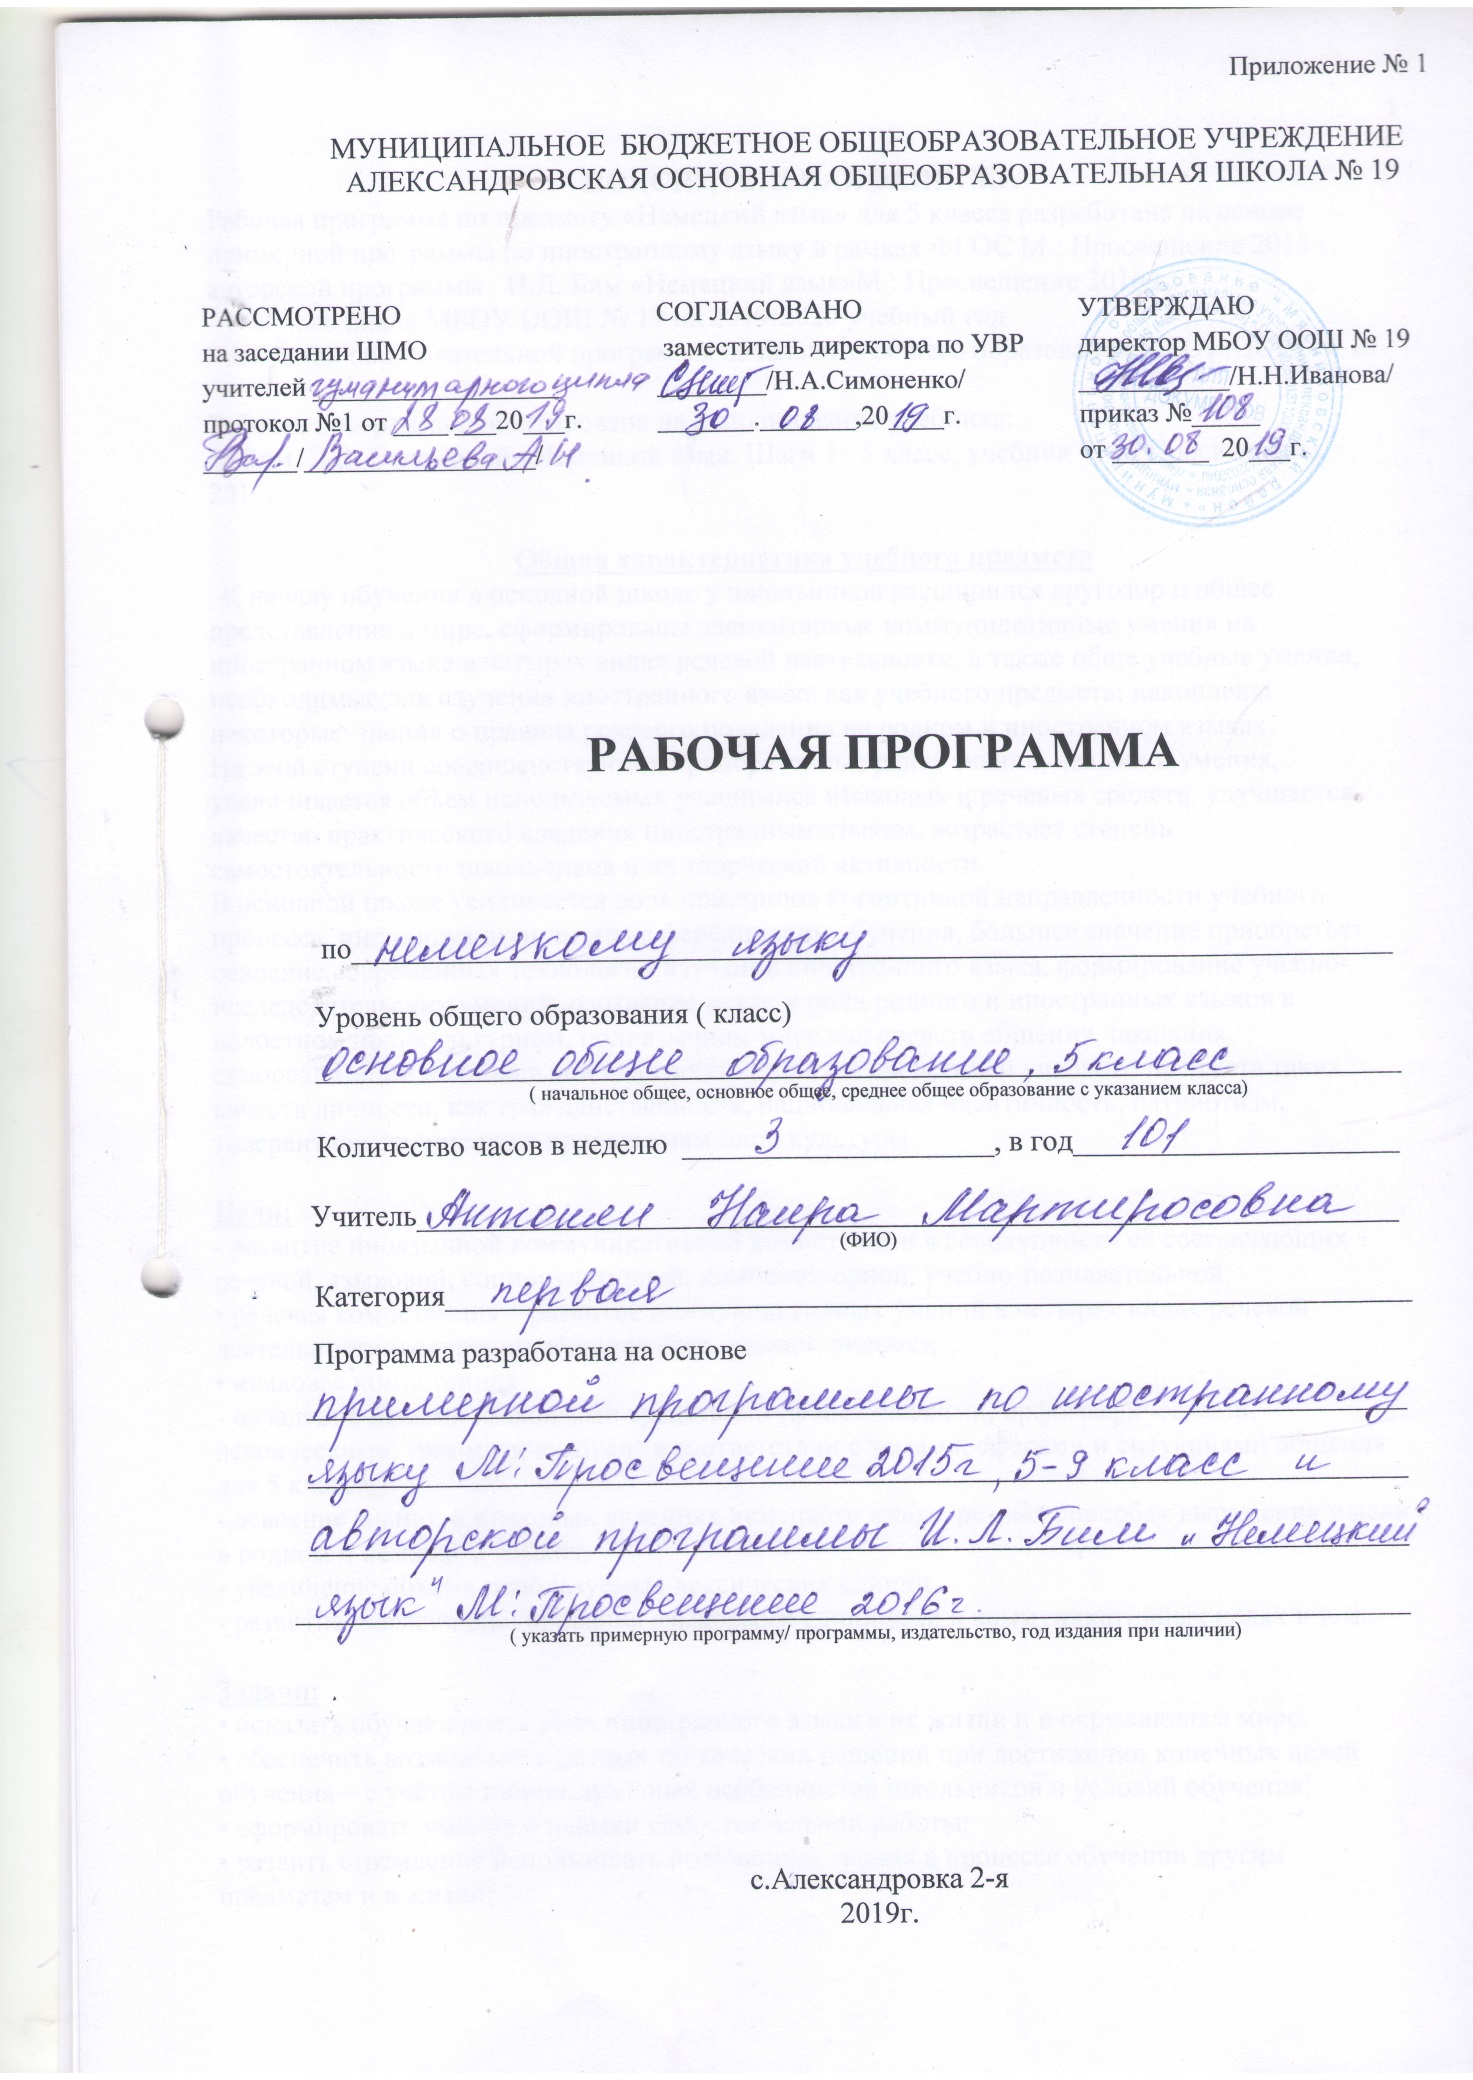 Приложение № 1
МУНИЦИПАЛЬНОЕ БЮДЖЕТНОЕ ОБЩЕОБРАЗОВАТЕЛЬНОЕ УЧРЕЖДЕНИЕ
АЛЕКСАНДРОВСКАЯ ОСНОВНАЯ ОБЩЕОБРАЗОВАТЕЛЬНАЯ ШКОЛА № 19
РАССМОТРЕНО
на заседании ШМО
учителей гуманитарного цикла
протокол №1 от 28 08 2019г.
Вас. / Васильева А.Н /
СОГЛАСОВАНО
заместитель директора по УВР
/Н.А.Симоненко/
30 . 08 ,2019 г.
УТВЕРЖДАЮ
директор МБОУ ООШ № 19
/Н.Н.Иванова/
приказ № 108
от 30. 08 2019г.
ДОКУМЕНТОВ
РАБОЧАЯ ПРОГРАММА
по немецкому языку
Уровень общего образования ( класс)
основное общее образование, 5 класс
( начальное общее, основное общее, среднее общее образование с указанием класса)
Количество часов в неделю 3, в год 101
Учитель Антонян Наира Мартиросовна
(ФИО)
Категория первая
Программа разработана на основе
примерной программы по иностранному
языку М: Просвещение 2015г, 5-9 класс и
авторской программы И.Л. Бим "Немецкий
язык" М: Просвещение 2016г.
( указать примерную программу/ программы, издательство, год издания при наличии)
с.Александровка 2-я
2019г.